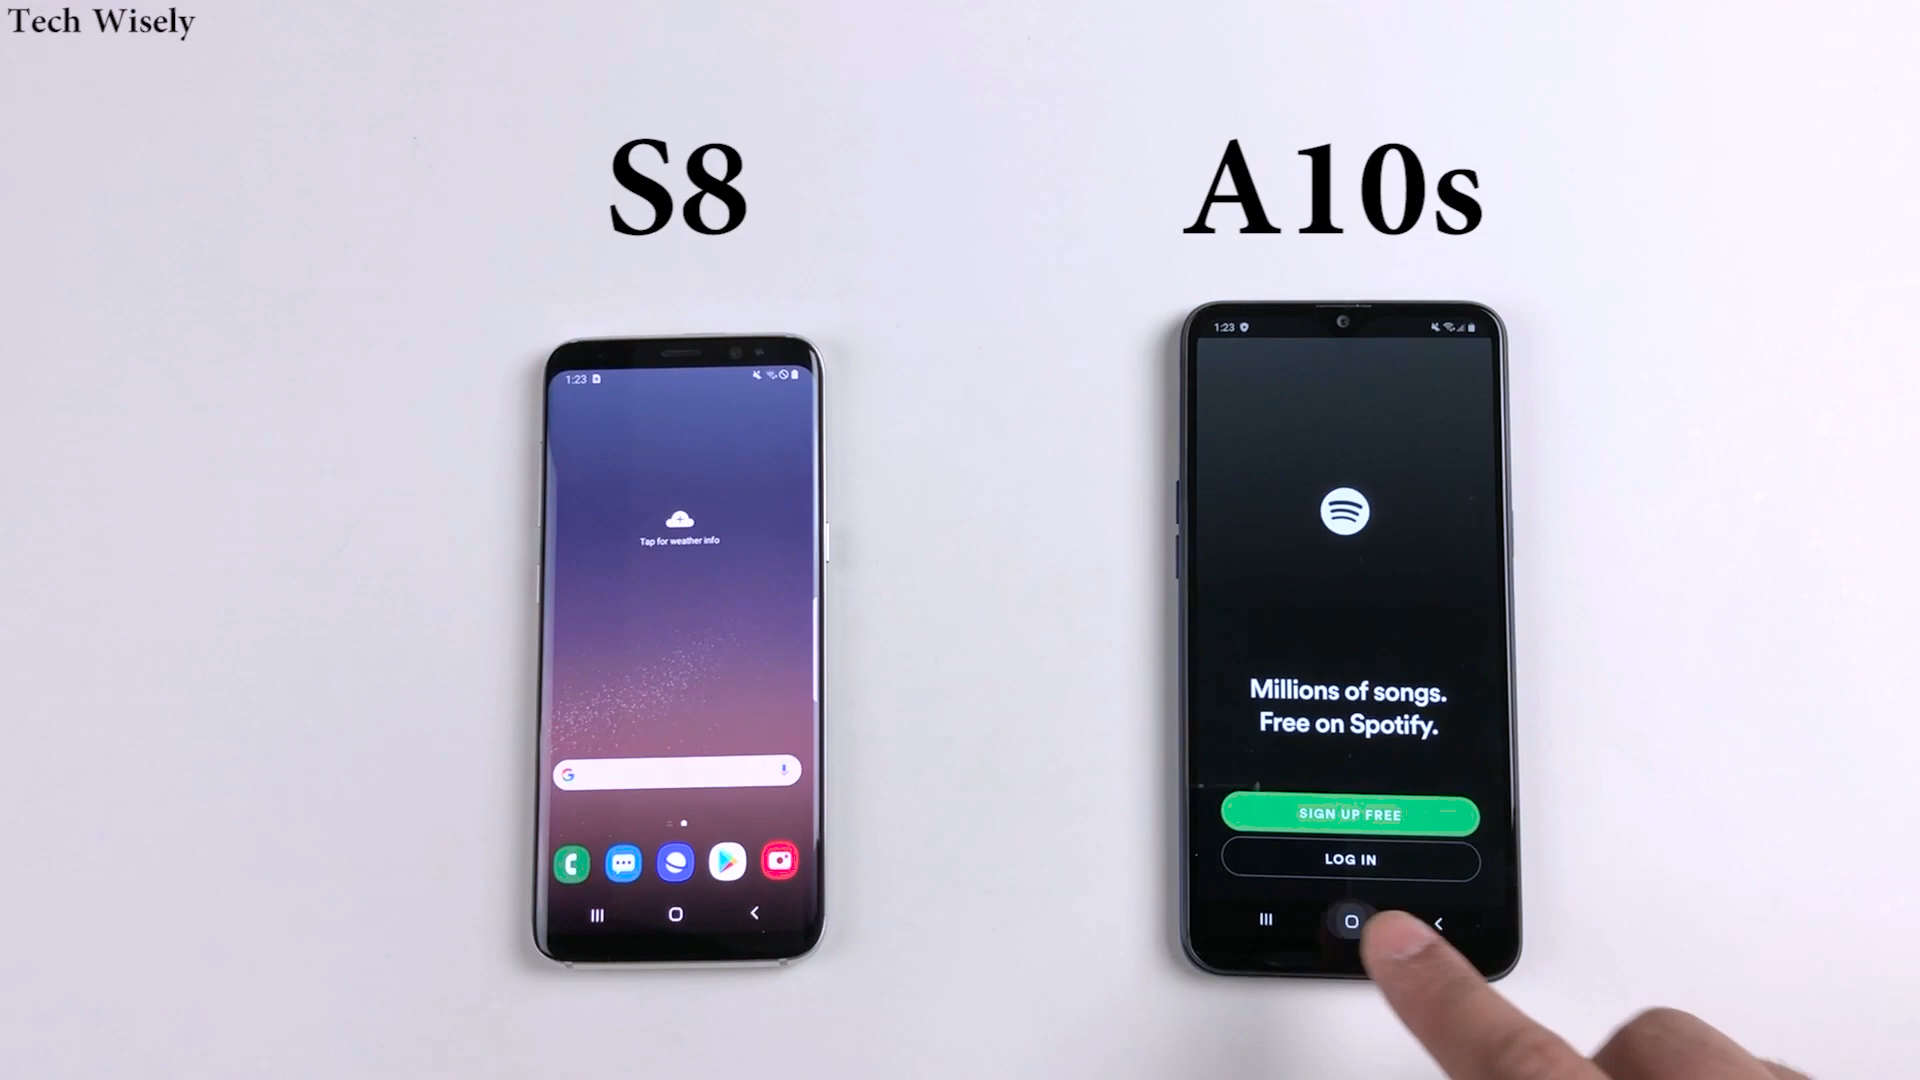 Tech Wisely
S8
A10s
1:23
Tap for weather info
1:23
Millions of songs.
Free on Spotify.
SIGN UP FREE
LOG IN